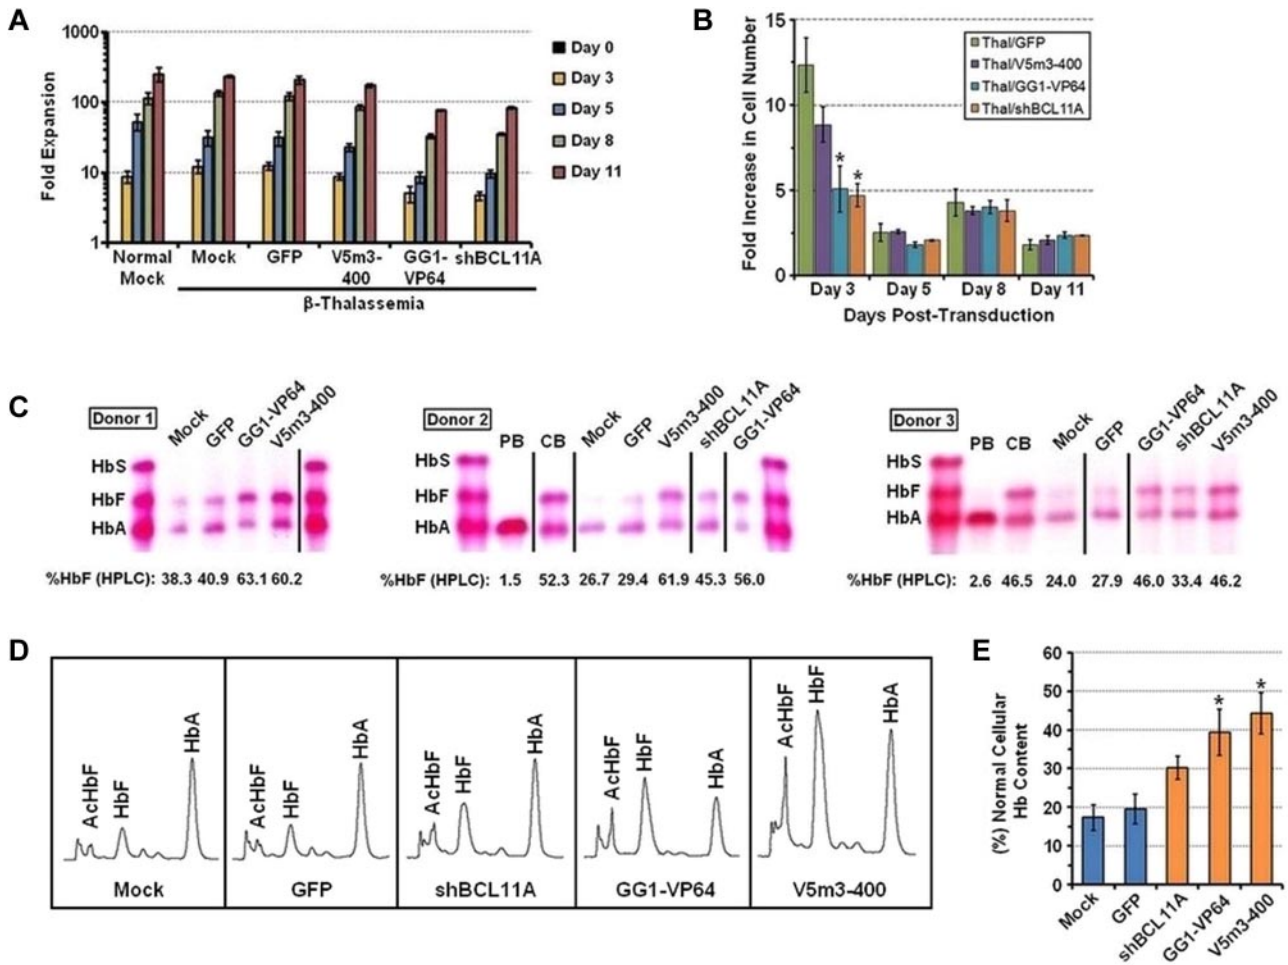 A
1000
100
10
1
Fold Expansion
Day 0
Day 3
Day 5
Day 8
Day 11
Normal Mock GFP V5m3- GG1- shBCL11A
Mock 400 VP64
β-Thalassemia
B
15
10
5
0
Fold Increase in Cell Number
Thal/GFP
Thal/V5m3-400
Thal/GG1-VP64
Thal/shBCL11A
* *
Day 3 Day 5 Day 8 Day 11
Days Post-Transduction
C
Donor 1
Mock GFP GG1-VP64 V5m3-400
HbS
HbF
HbA
%HbF (HPLC): 38.3 40.9 63.1 60.2
Donor 2
PB CB Mock GFP V5m3-400 shBCL11A GG1-VP64
HbS
HbF
HbA
%HbF (HPLC): 1.5 52.3 26.7 29.4 61.9 45.3 56.0
Donor 3
PB CB Mock GFP GG1-VP64 shBCL11A V5m3-400
HbS
HbF
HbA
%HbF (HPLC): 2.6 46.5 24.0 27.9 46.0 33.4 46.2
D
AcHbF HbF HbA
Mock
AcHbF HbF HbA
GFP
AcHbF HbF HbA
shBCL11A
AcHbF HbF HbA
GG1-VP64
AcHbF HbF HbA
V5m3-400
E
60
50
40
30
20
10
0
(%) Normal Cellular
Hb Content
* *
Mock GFP shBCL11A GG1-VP64 V5m3-400